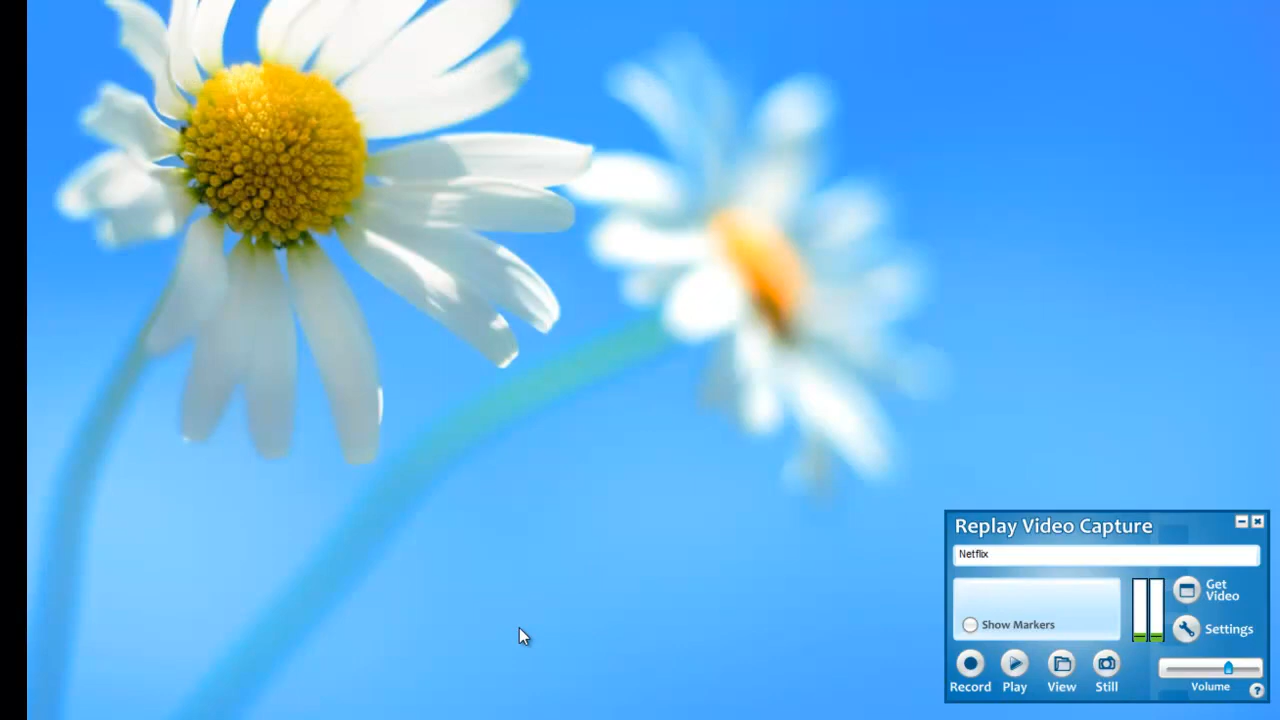 Replay Video Capture
Netflix
Get
Video
Show Markers
Settings
Record Play View Still
Volume
?